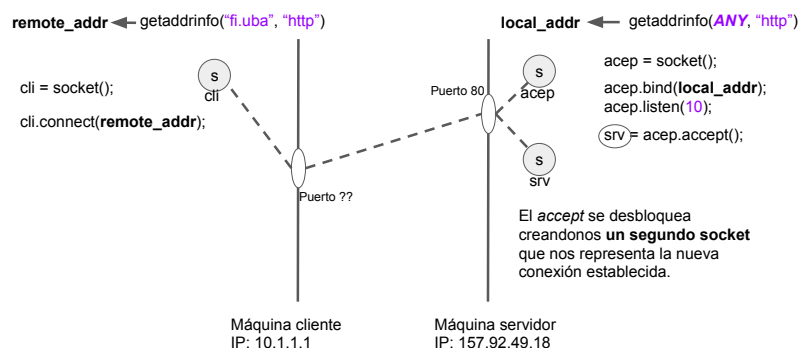 remote_addr getaddrinfo("fi.uba", "http")
local_addr getaddrinfo(ANY, "http")
s
cli
cli = socket();
cli.connect(remote_addr);
Puerto ??
Puerto 80
s
acep
s
srv
acep = socket();
acep.bind(local_addr);
acep.listen(10);
srv = acep.accept();
El accept se desbloquea
creandonos un segundo socket
que nos representa la nueva
conexión establecida.
Máquina cliente
IP: 10.1.1.1
Máquina servidor
IP: 157.92.49.18